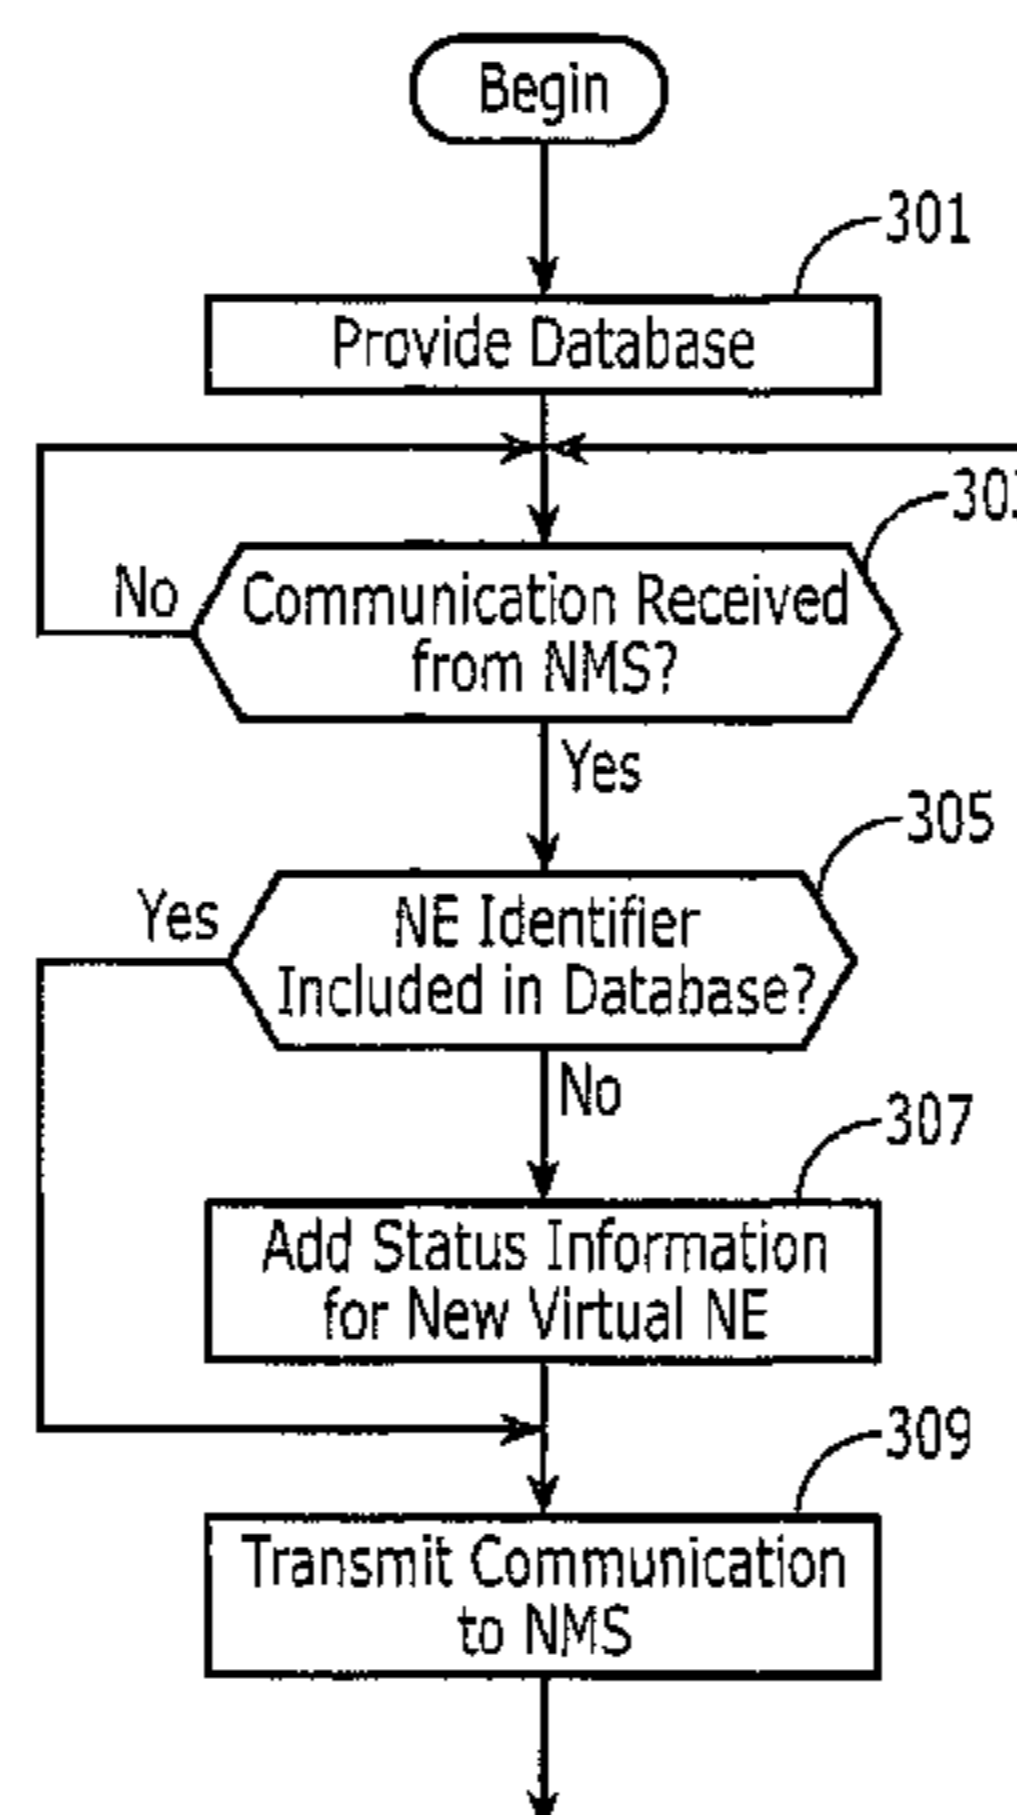 Begin
301
Provide Database
No
Communication Received
from NMS?
Yes
305
Yes
NE Identifier
Included in Database?
No
307
Add Status Information
for New Virtual NE
309
Transmit Communication
to NMS